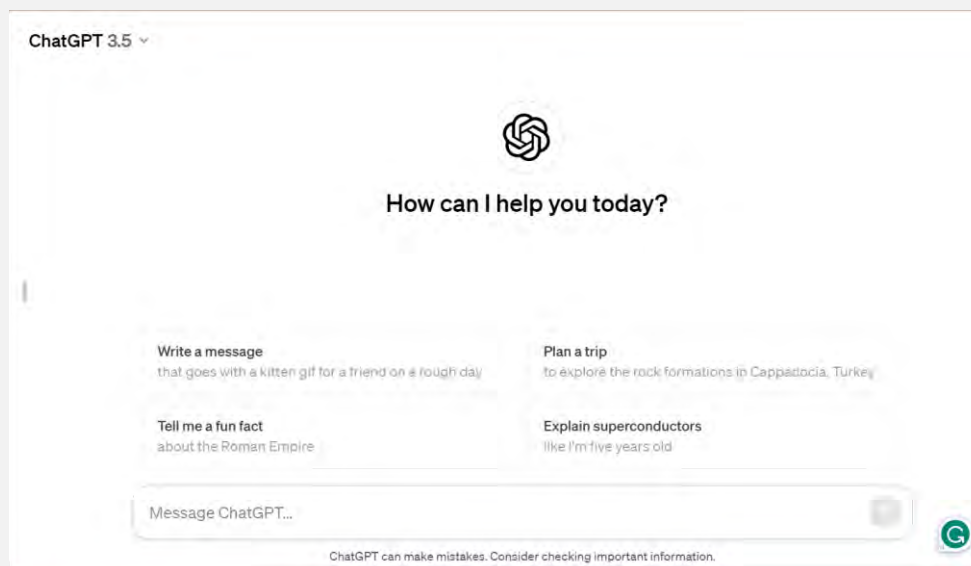 ChatGPT 3.5
How can I help you today?
Write a message
that goes with a kitten gif for a friend on a rough day
Plan a trip
to explore the rock formations in Cappadocia, Turkey
Tell me a fun fact
about the Roman Empire
Explain superconductors
like I'm five years old
Message ChatGPT...
ChatGPT can make mistakes. Consider checking important information.